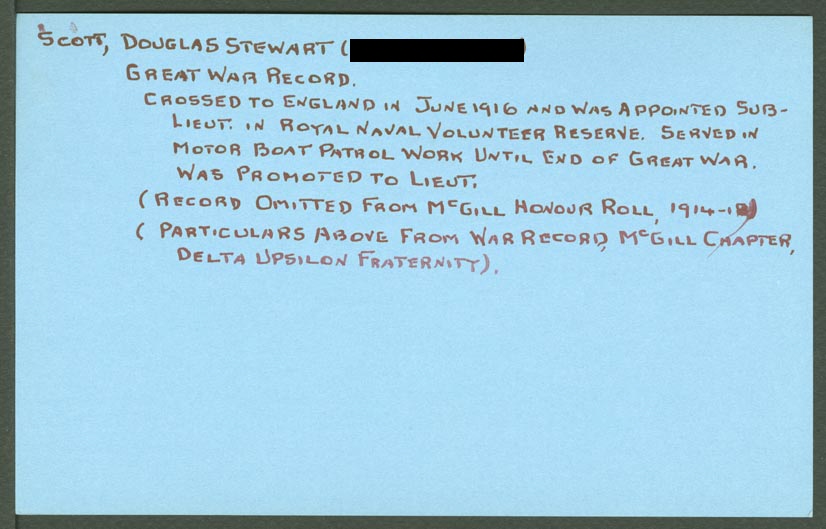 SCOTT, DOUGLAS STEWART (
GREAT WAR RECORD.
CROSSED TO ENGLAND IN JUNE 1916 AND WAS APPOINTED SUB-
LIEUT. IN ROYAL NAVAL VOLUNTEER RESERVE. SERVED IN
MOTOR BOAT PATROL WORK UNTIL END OF GREAT WAR.
WAS PROMOTED TO LIEUT.
(RECORD OMITTED FROM McGILL HONOUR ROLL, 1914-18)
( PARTICULARS ABOVE FROM WAR RECORD, McGILL CHAPTER,
DELTA UPSILON FRATERNITY).